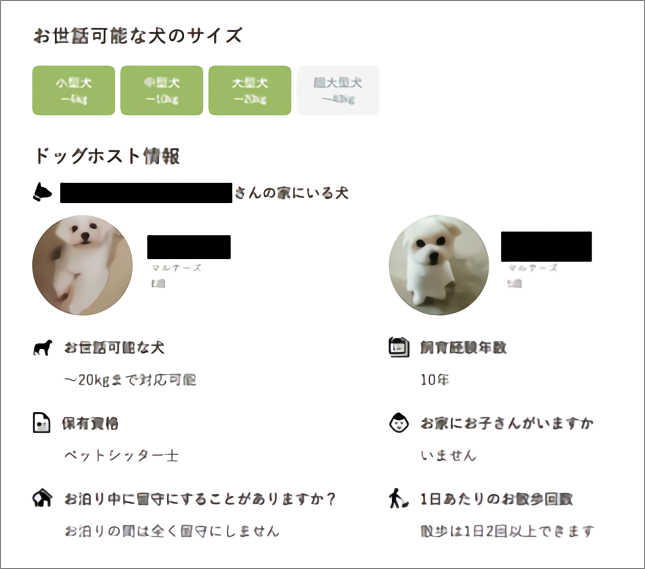 お世話可能な犬のサイズ
小型犬 中型犬 大型犬 超大型犬
～10kg ～20kg
ドッグホスト情報
さんの家にいる犬
マルチーズ マルチーズ
お世話可能な犬 飼育経験年数
～20kgまで対応可能 10年
保有資格 お家にお子さんがいますか
ペットシッター士 いません
お泊り中に留守にすることがありますか？ 1日あたりのお散歩回数
お泊りの間は全く留守にしません 散歩は1日2回以上できます